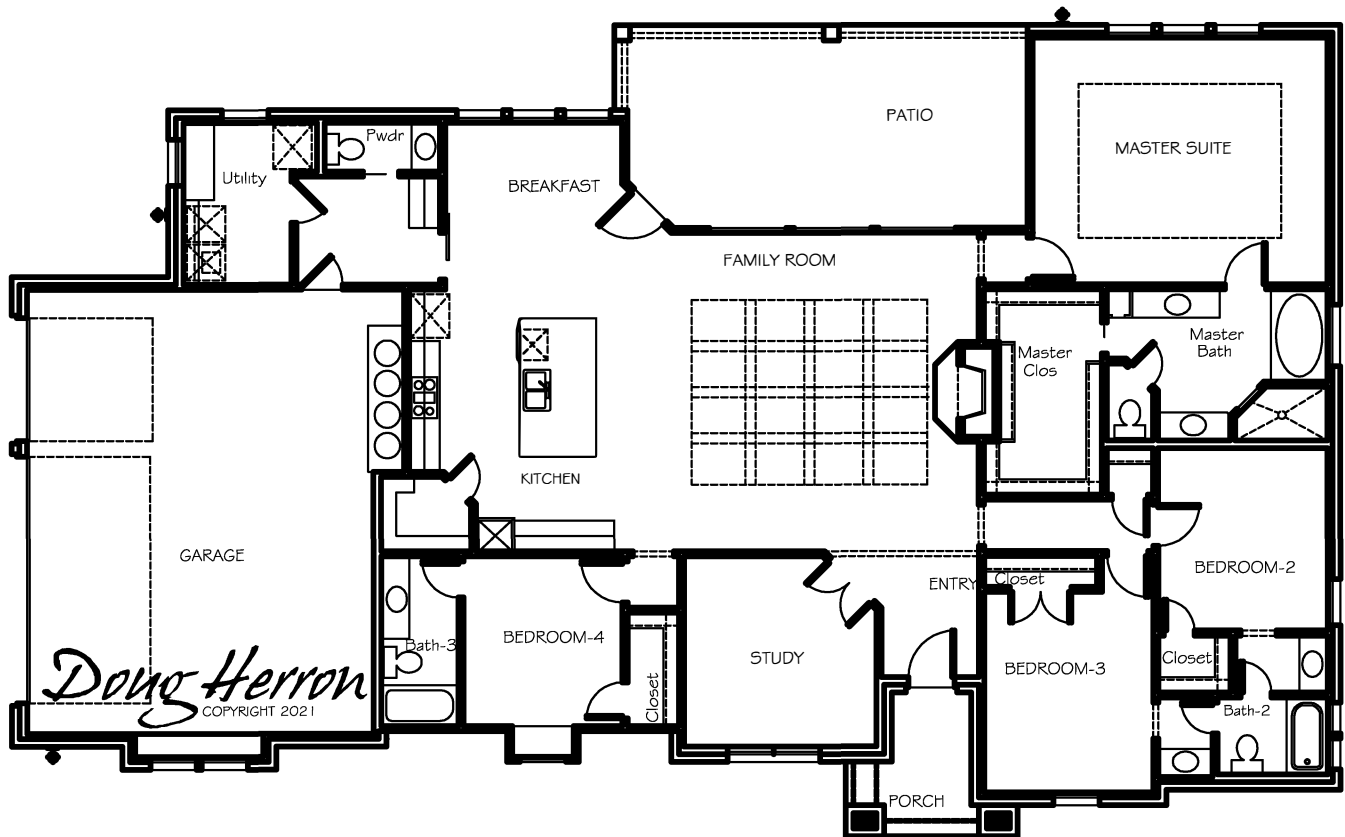 PATIO
Pwdr
MASTER SUITE
Utility
BREAKFAST
FAMILY ROOM
Master
Bath
Master
Clos
KITCHEN
GARAGE
BEDROOM-2
ENTRY
Closet
BEDROOM-4
Bath-3
STUDY
Closet
BEDROOM-3
Closet
Doug Herron
COPYRIGHT 2021
Bath-2
PORCH